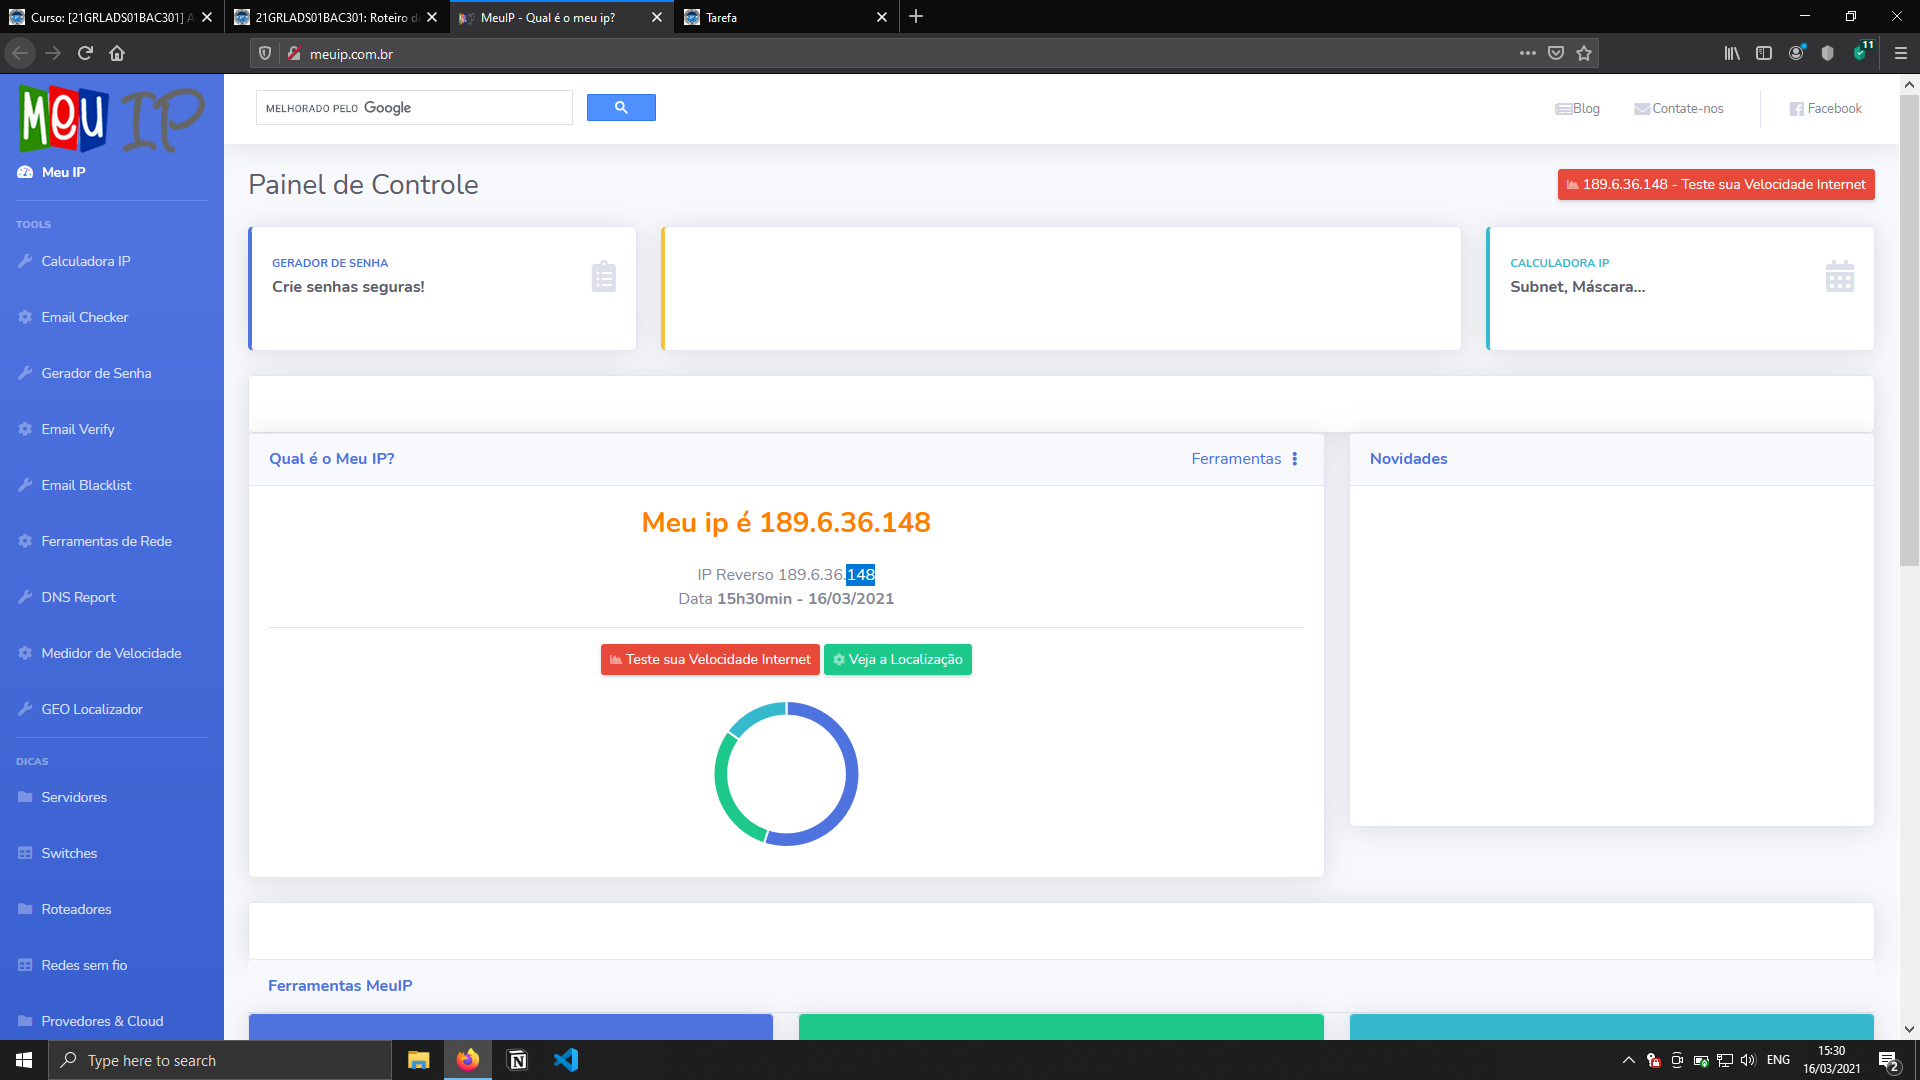 Curso: [21GRLADS01BAC301] A
21GRLADS01BAC301: Roteiro d
MeuIP - Qual é o meu ip?
Tarefa
meuip.com.br
11
Meu IP
MELHORADO PELO Google
Blog
Contate-nos
Facebook
Meu IP
Painel de Controle
189.6.36.148 - Teste sua Velocidade Internet
TOOLS
Calculadora IP
Email Checker
Gerador de Senha
Email Verify
Email Blacklist
Ferramentas de Rede
DNS Report
Medidor de Velocidade
GEO Localizador
DICAS
Servidores
Switches
Roteadores
Redes sem fio
Provedores & Cloud
GERADOR DE SENHA
Crie senhas seguras!
CALCULADORA IP
Subnet, Máscara...
Qual é o Meu IP?
Ferramentas
Novidades
Meu ip é 189.6.36.148
IP Reverso 189.6.36.148
Data 15h30min - 16/03/2021
Teste sua Velocidade Internet
Veja a Localização
Ferramentas MeuIP
Type here to search
ENG
15:30
16/03/2021
2